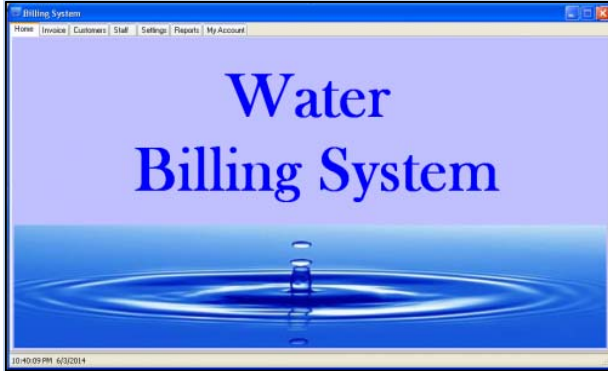 Billing System
Home Invoice Customers Staff Settings Reports My Account
Water
Billing System
10:40:09 PM 6/3/2014